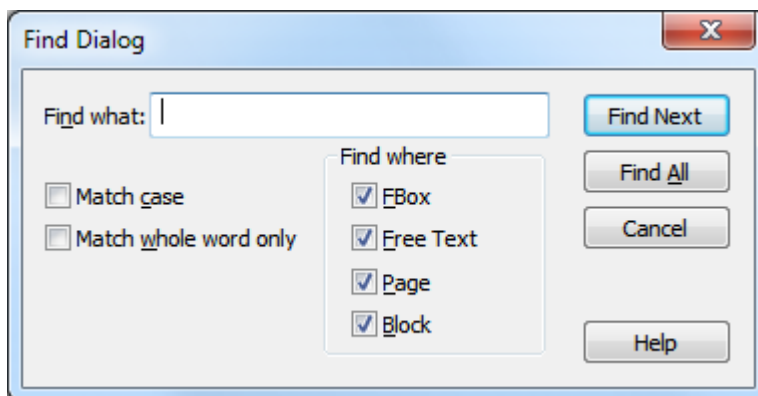 Find Dialog
Find what:
Find Next
Find where
Find All
Match case
FBox
Match whole word only
Free Text
Cancel
Page
Block
Help